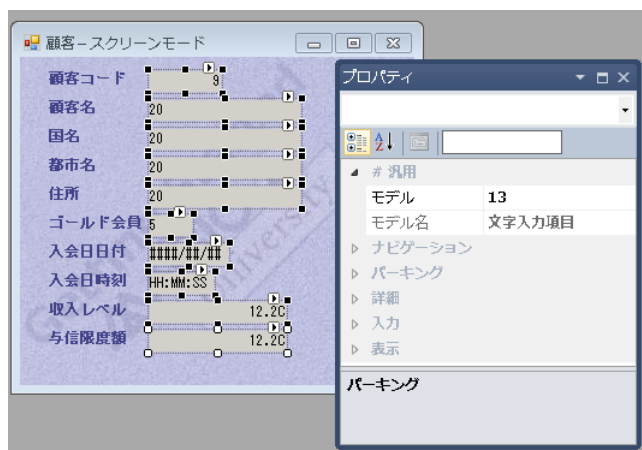 顧客－スクリーンモード
顧客コード 9
顧客名 20
国名 20
都市名 20
住所 20
ゴールド会員 5
入会日日付 ####/##/##
入会日時刻 HH:MM:SS
収入レベル 12.2C
与信限度額 12.2C
プロパティ
# 汎用
モデル 13
モデル名 文字入力項目
ナビゲーション
パーキング
詳細
入力
表示
パーキング